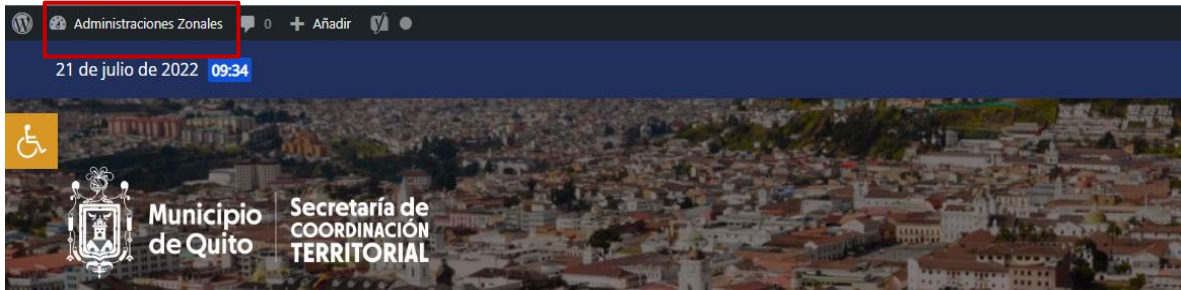 Administraciones Zonales 0 + Añadir
21 de julio de 2022 09:34
Municipio de Quito
Secretaría de
COORDINACIÓN
TERRITORIAL